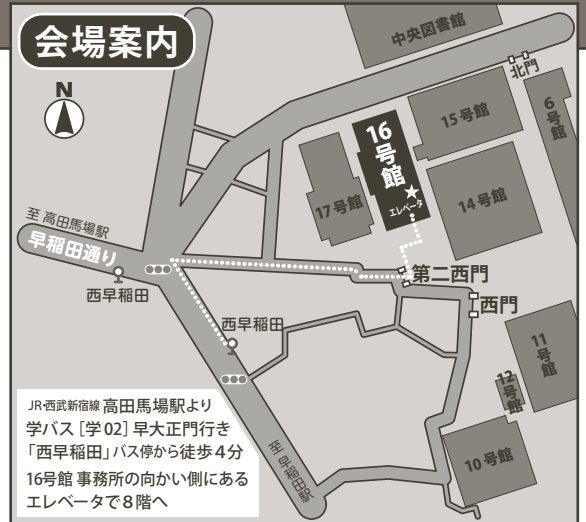 会場案内
N
中央図書館
北門
6号館
15号館
16号館
エレベータ
17号館
14号館
至 高田馬場駅
早稲田通り
西早稲田
西早稲田
第二西門
西門
11号館
12号館
10号館
至 早稲田駅
JR・西武新宿線 高田馬場駅より
学バス［学02］早大正門行き
「西早稲田」バス停から徒歩４分
16号館 事務所の向かい側にある
エレベータで８階へ